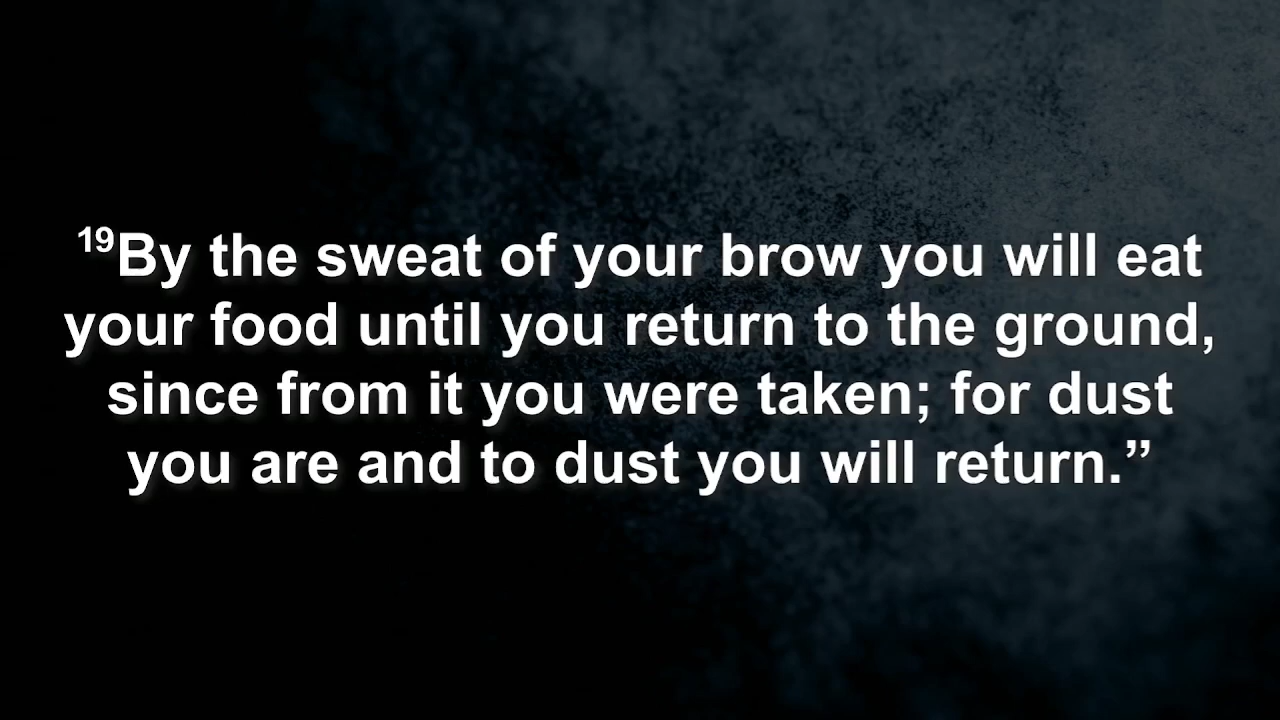 ¹⁹By the sweat of your brow you will eat
your food until you return to the ground,
since from it you were taken; for dust
you are and to dust you will return.”